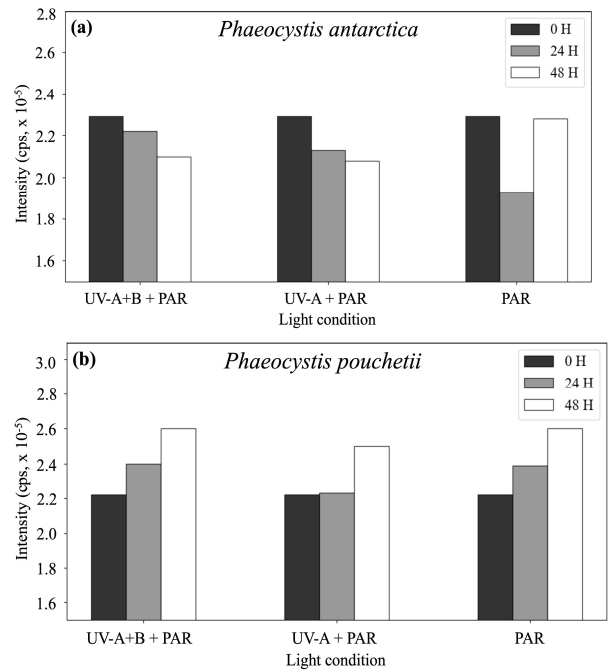 (a) Phaeocystis antarctica
0 H
24 H
48 H
2.8
2.6
2.4
2.2
2.0
1.8
1.6
Intensity (cps, x 10⁻⁵)
UV-A+B + PAR UV-A + PAR PAR
Light condition
(b) Phaeocystis pouchetii
0 H
24 H
48 H
3.0
2.8
2.6
2.4
2.2
2.0
1.8
1.6
Intensity (cps, x 10⁻⁵)
UV-A+B + PAR UV-A + PAR PAR
Light condition